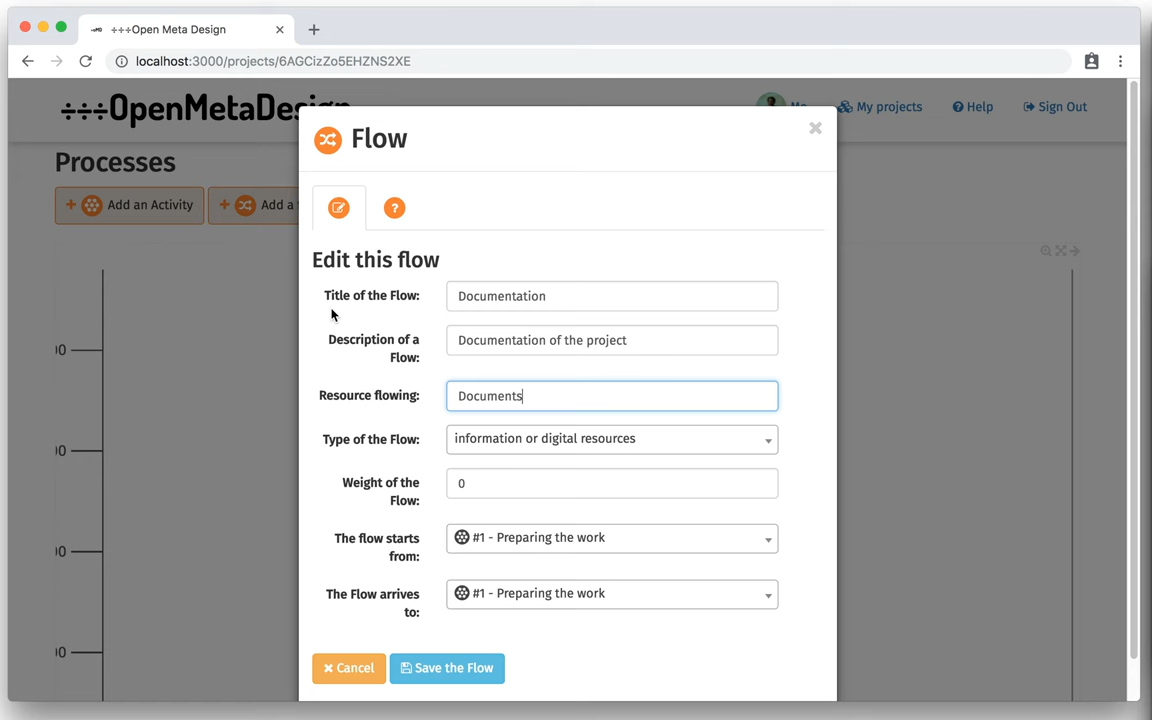 +++Open Meta Design
localhost:3000/projects/6AGCizZo5EHZNS2XE
+++OpenMetaDesign
Me
My projects
? Help
Sign Out
Processes
+ Add an Activity
+ Add a
Flow
?
Edit this flow
Title of the Flow: Documentation
Description of a
Flow:
Documentation of the project
Resource flowing: Documents
Type of the Flow: information or digital resources
Weight of the
Flow:
0
The flow starts
from:
#1 - Preparing the work
The Flow arrives
to:
#1 - Preparing the work
Cancel
Save the Flow